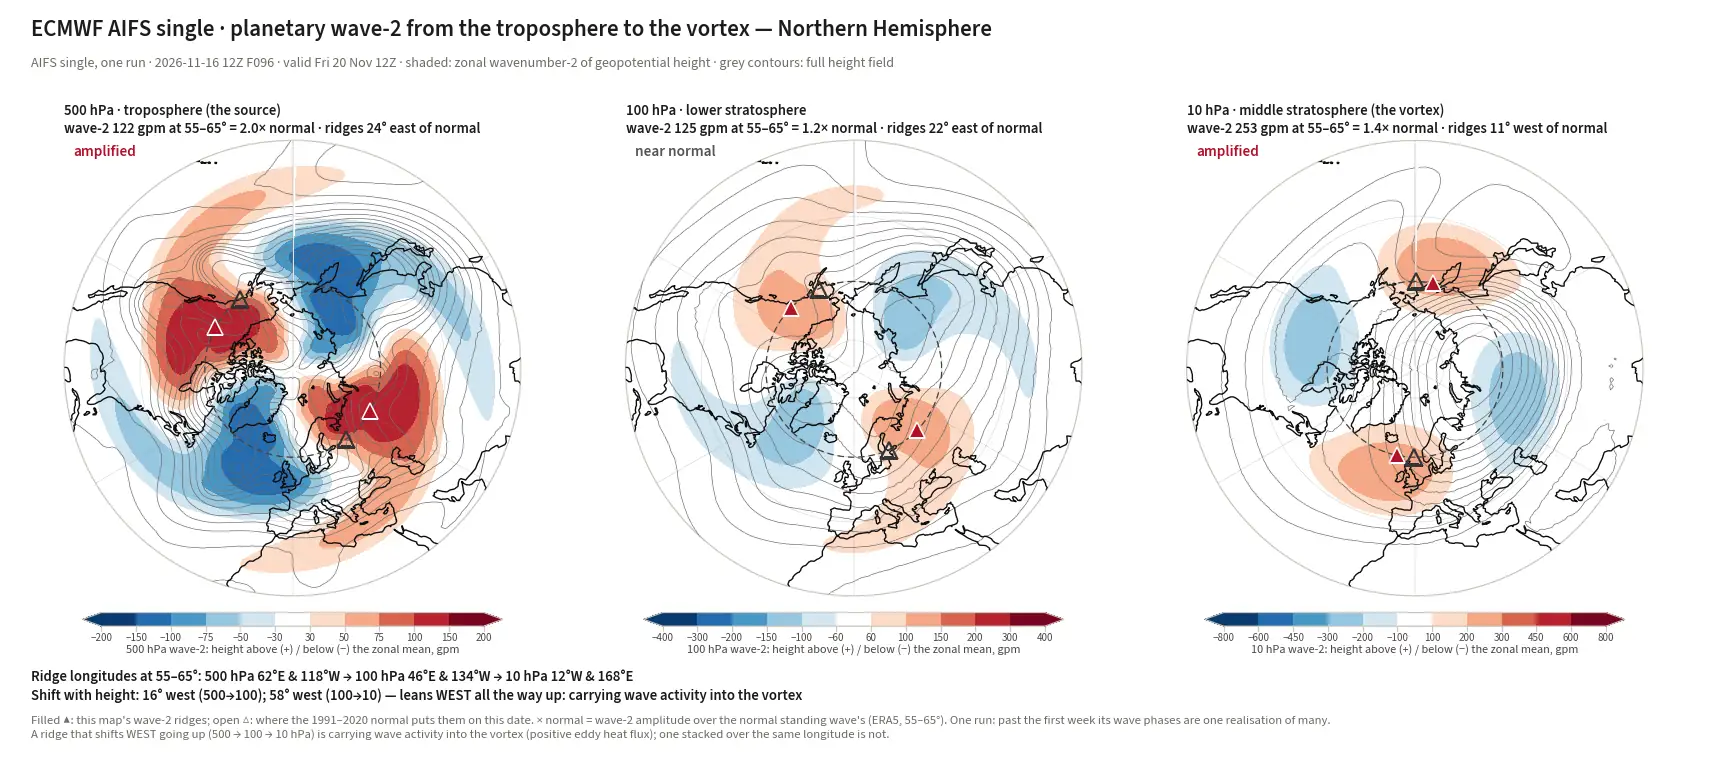 ECMWF AIFS single · planetary wave-2 from the troposphere to the vortex — Northern Hemisphere
AIFS single, one run · 2026-11-16 12Z F096 · valid Fri 20 Nov 12Z · shaded: zonal wavenumber-2 of geopotential height · grey contours: full height field
500 hPa · troposphere (the source)
wave-2 122 gpm at 55–65° = 2.0× normal · ridges 24° east of normal
amplified
100 hPa · lower stratosphere
wave-2 125 gpm at 55–65° = 1.2× normal · ridges 22° east of normal
near normal
10 hPa · middle stratosphere (the vortex)
wave-2 253 gpm at 55–65° = 1.4× normal · ridges 11° west of normal
amplified
−200 −150 −100 −75 −50 −30 30 50 75 100 150 200
500 hPa wave-2: height above (+) / below (−) the zonal mean, gpm
−400 −300 −200 −150 −100 −60 60 100 150 200 300 400
100 hPa wave-2: height above (+) / below (−) the zonal mean, gpm
−800 −600 −450 −300 −200 −100 100 200 300 450 600 800
10 hPa wave-2: height above (+) / below (−) the zonal mean, gpm
Ridge longitudes at 55–65°: 500 hPa 62°E & 118°W → 100 hPa 46°E & 134°W → 10 hPa 12°W & 168°E
Shift with height: 16° west (500→100); 58° west (100→10) — leans WEST all the way up: carrying wave activity into the vortex
Filled ▲: this map's wave-2 ridges; open △: where the 1991–2020 normal puts them on this date. × normal = wave-2 amplitude over the normal standing wave's (ERA5, 55–65°). One run: past the first week its wave phases are one realisation of many.
A ridge that shifts WEST going up (500 → 100 → 10 hPa) is carrying wave activity into the vortex (positive eddy heat flux); one stacked over the same longitude is not.